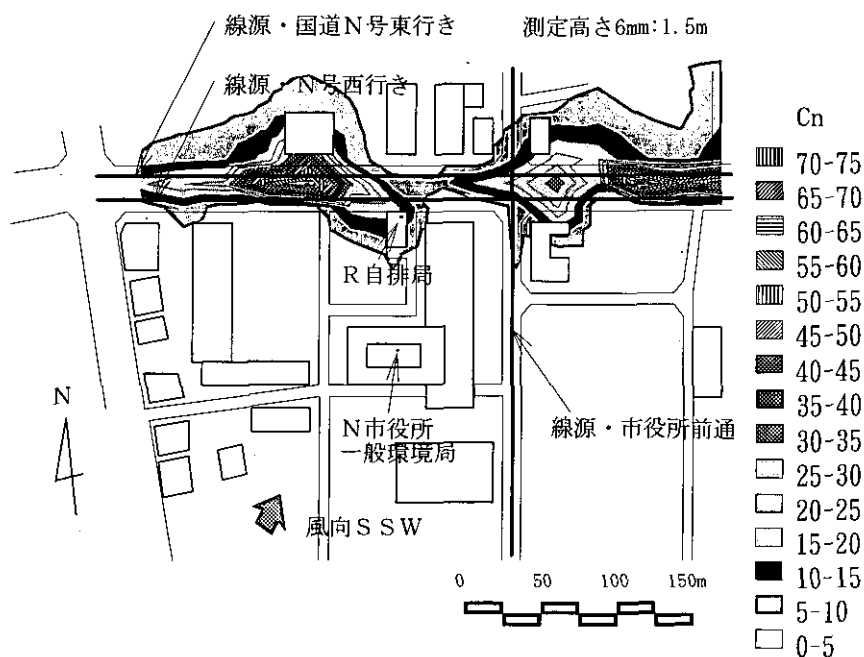 線源・国道N号東行き
測定高さ6mm:1.5m
線源・N号西行き
R自排局
N市役所
一般環境局
線源・市役所前通
N
風向SSW
0 50 100 150m
Cn
70-75
65-70
60-65
55-60
50-55
45-50
40-45
35-40
30-35
25-30
20-25
15-20
10-15
5-10
0-5